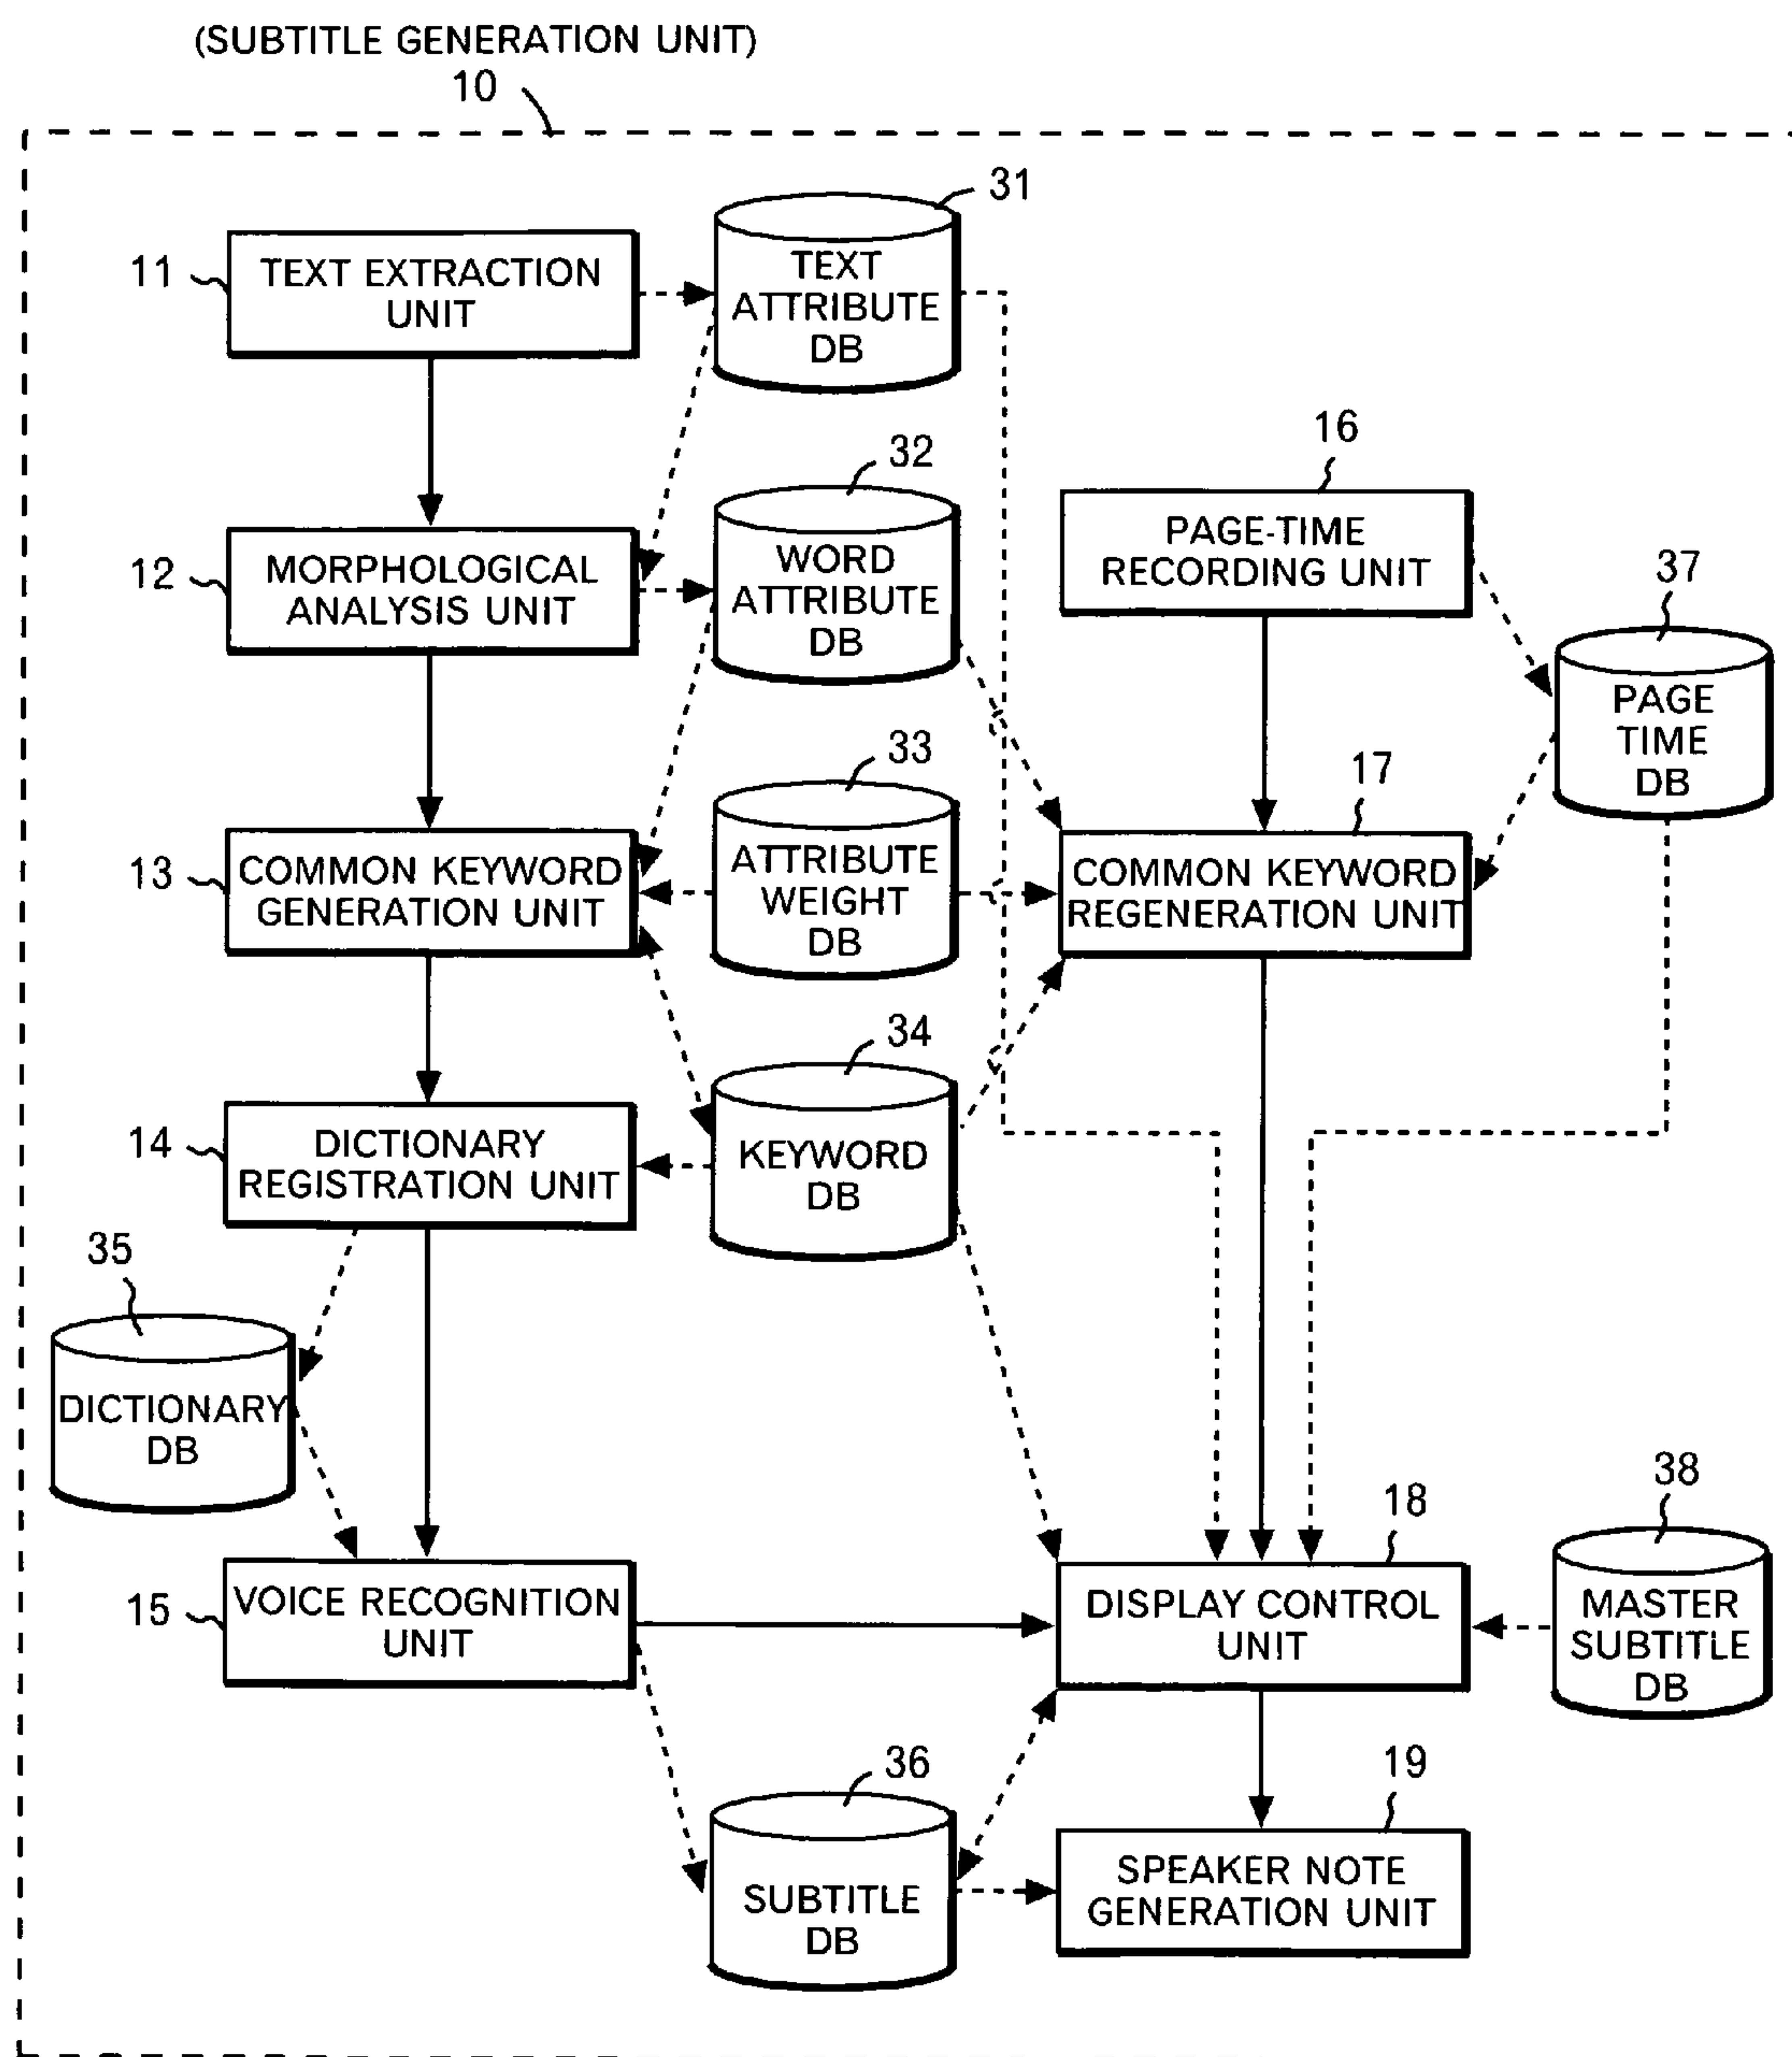 (SUBTITLE GENERATION UNIT)
10
31
11
TEXT EXTRACTION
UNIT
TEXT
ATTRIBUTE
DB
16
32
PAGE-TIME
RECORDING UNIT
12
MORPHOLOGICAL
ANALYSIS UNIT
WORD
ATTRIBUTE
DB
37
PAGE
TIME
DB
33
17
13
COMMON KEYWORD
GENERATION UNIT
ATTRIBUTE
WEIGHT
DB
COMMON KEYWORD
REGENERATION UNIT
34
14
DICTIONARY
REGISTRATION UNIT
KEYWORD
DB
35
DICTIONARY
DB
38
18
15
VOICE RECOGNITION
UNIT
DISPLAY CONTROL
UNIT
MASTER
SUBTITLE
DB
36
19
SUBTITLE
DB
SPEAKER NOTE
GENERATION UNIT